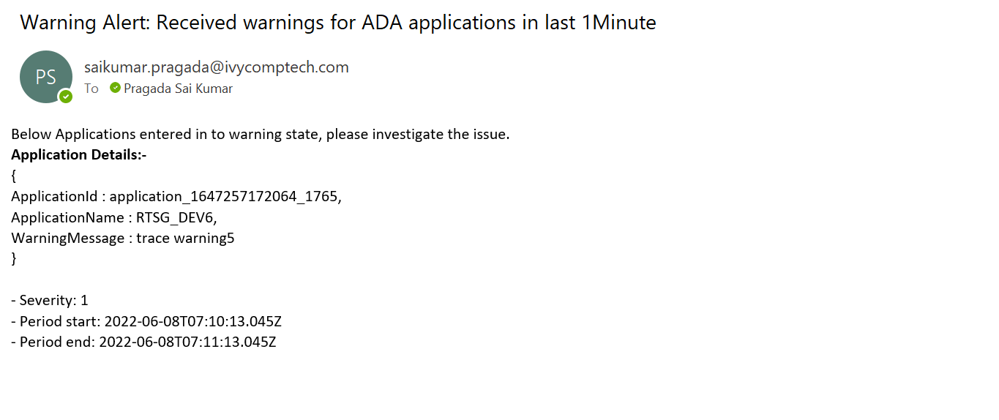 Warning Alert: Received warnings for ADA applications in last 1Minute
PS
saikumar.pragada@ivycomptech.com
To Pragada Sai Kumar
Below Applications entered in to warning state, please investigate the issue.
Application Details:-
{
ApplicationId : application_1647257172064_1765,
ApplicationName : RTSG_DEV6,
WarningMessage : trace warning5
}
- Severity: 1
- Period start: 2022-06-08T07:10:13.045Z
- Period end: 2022-06-08T07:11:13.045Z